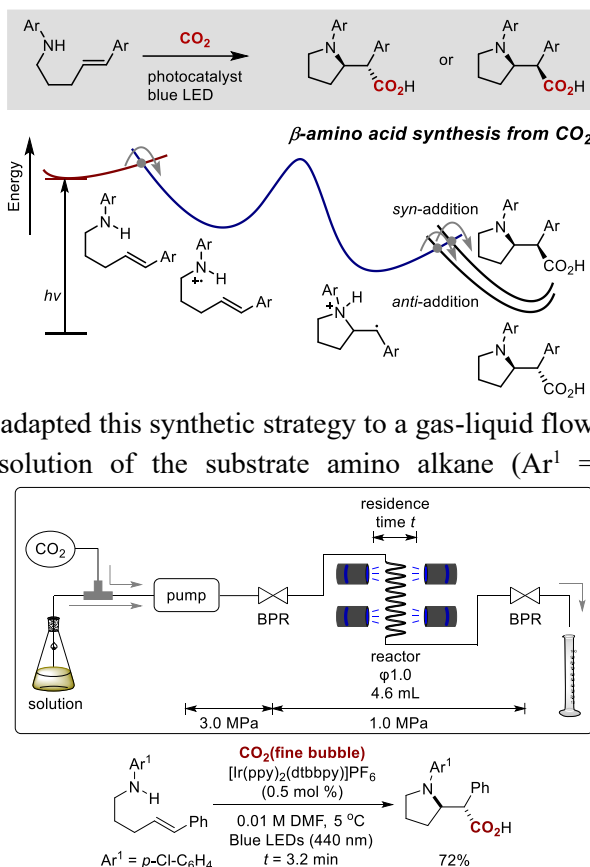 Ar
NH
Ar
CO2
photocatalyst
blue LED
Ar
N
Ar
CO2H
or
Ar
N
Ar
CO2H
β-amino acid synthesis from CO2
Energy
hν
Ar
N
H
Ar
Ar
N
H
+·
Ar
Ar
N
H
+
·
Ar
syn-addition
anti-addition
Ar
N
Ar
CO2H
Ar
N
Ar
CO2H
adapted this synthetic strategy to a gas-liquid flow
solution of the substrate amino alkane (Ar1 =
CO2
solution
pump
BPR
residence
time t
reactor
φ1.0
4.6 mL
BPR
3.0 MPa
1.0 MPa
Ar1
N
H
Ph
Ar1 = p-Cl-C6H4
CO2(fine bubble)
[Ir(ppy)2(dtbbpy)]PF6
(0.5 mol %)
0.01 M DMF, 5 oC
Blue LEDs (440 nm)
t = 3.2 min
Ar1
N
Ph
CO2H
72%